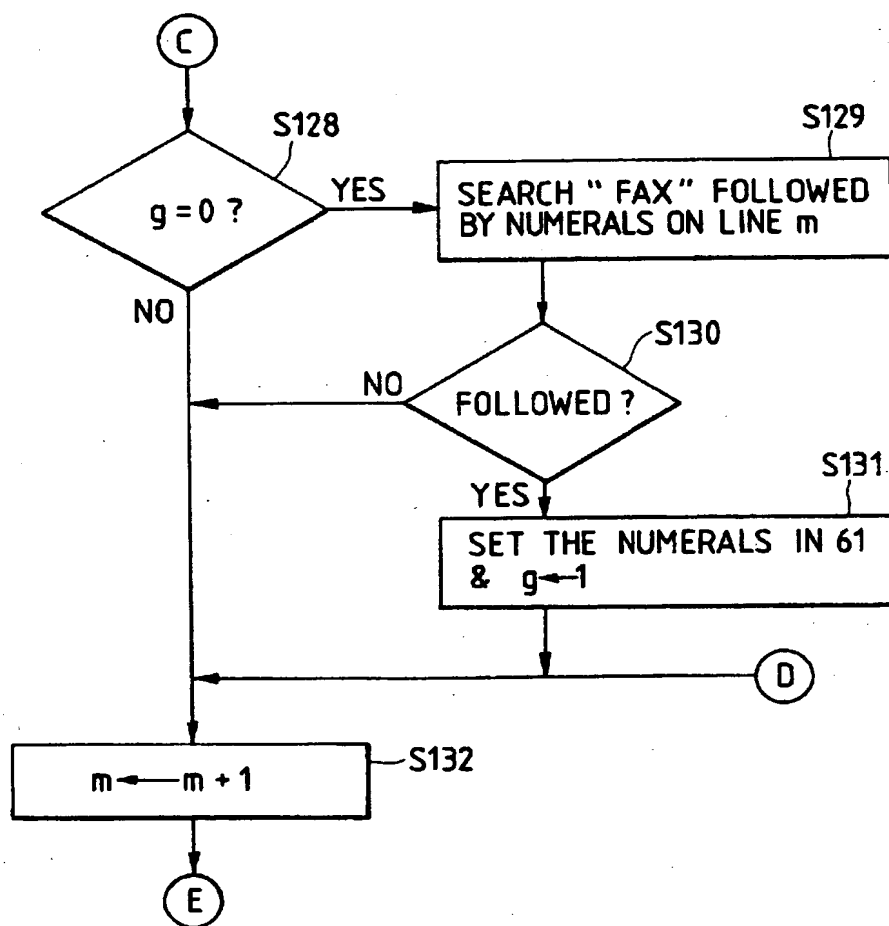 C
S128
g=0 ?
YES
NO
S129
SEARCH " FAX" FOLLOWED
BY NUMERALS ON LINE m
S130
NO
FOLLOWED ?
YES
S131
SET THE NUMERALS IN 61
& g←1
D
m← m + 1
S132
E